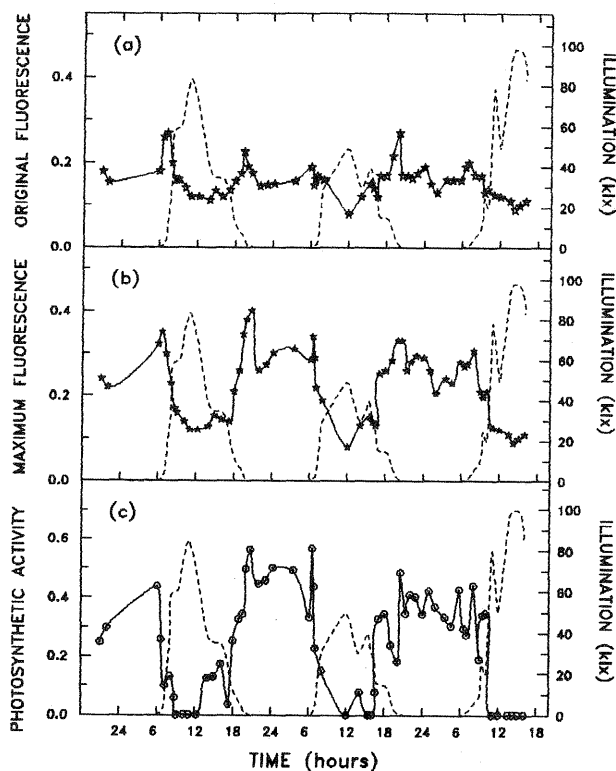 (a)
ORIGINAL FLUORESCENCE
0.4
0.2
0.0
100
80
60
40
20
0
ILLUMINATION (klx)
(b)
MAXIMUM FLUORESCENCE
0.4
0.2
0.0
100
80
60
40
20
0
ILLUMINATION (klx)
(c)
PHOTOSYNTHETIC ACTIVITY
0.6
0.4
0.2
0.0
100
80
60
40
20
0
ILLUMINATION (klx)
24 6 12 18 24 6 12 18 24 6 12 18
TIME (hours)